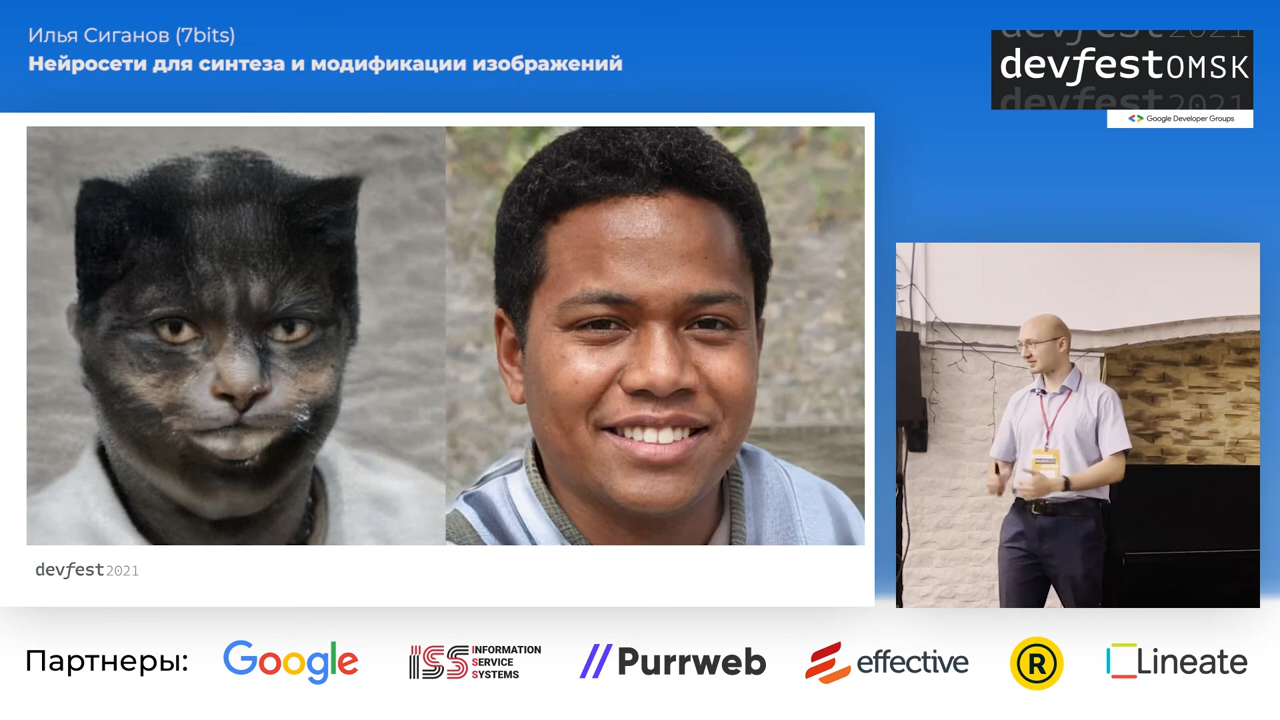 Илья Сиганов (7bits)
Нейросети для синтеза и модификации изображений
devfest2021
devfestOMSK
devfest2021
Google Developer Groups
devfest2021
Партнеры:
Google
ISS INFORMATION
SERVICE
SYSTEMS
Purrweb
effective
R
Lineate